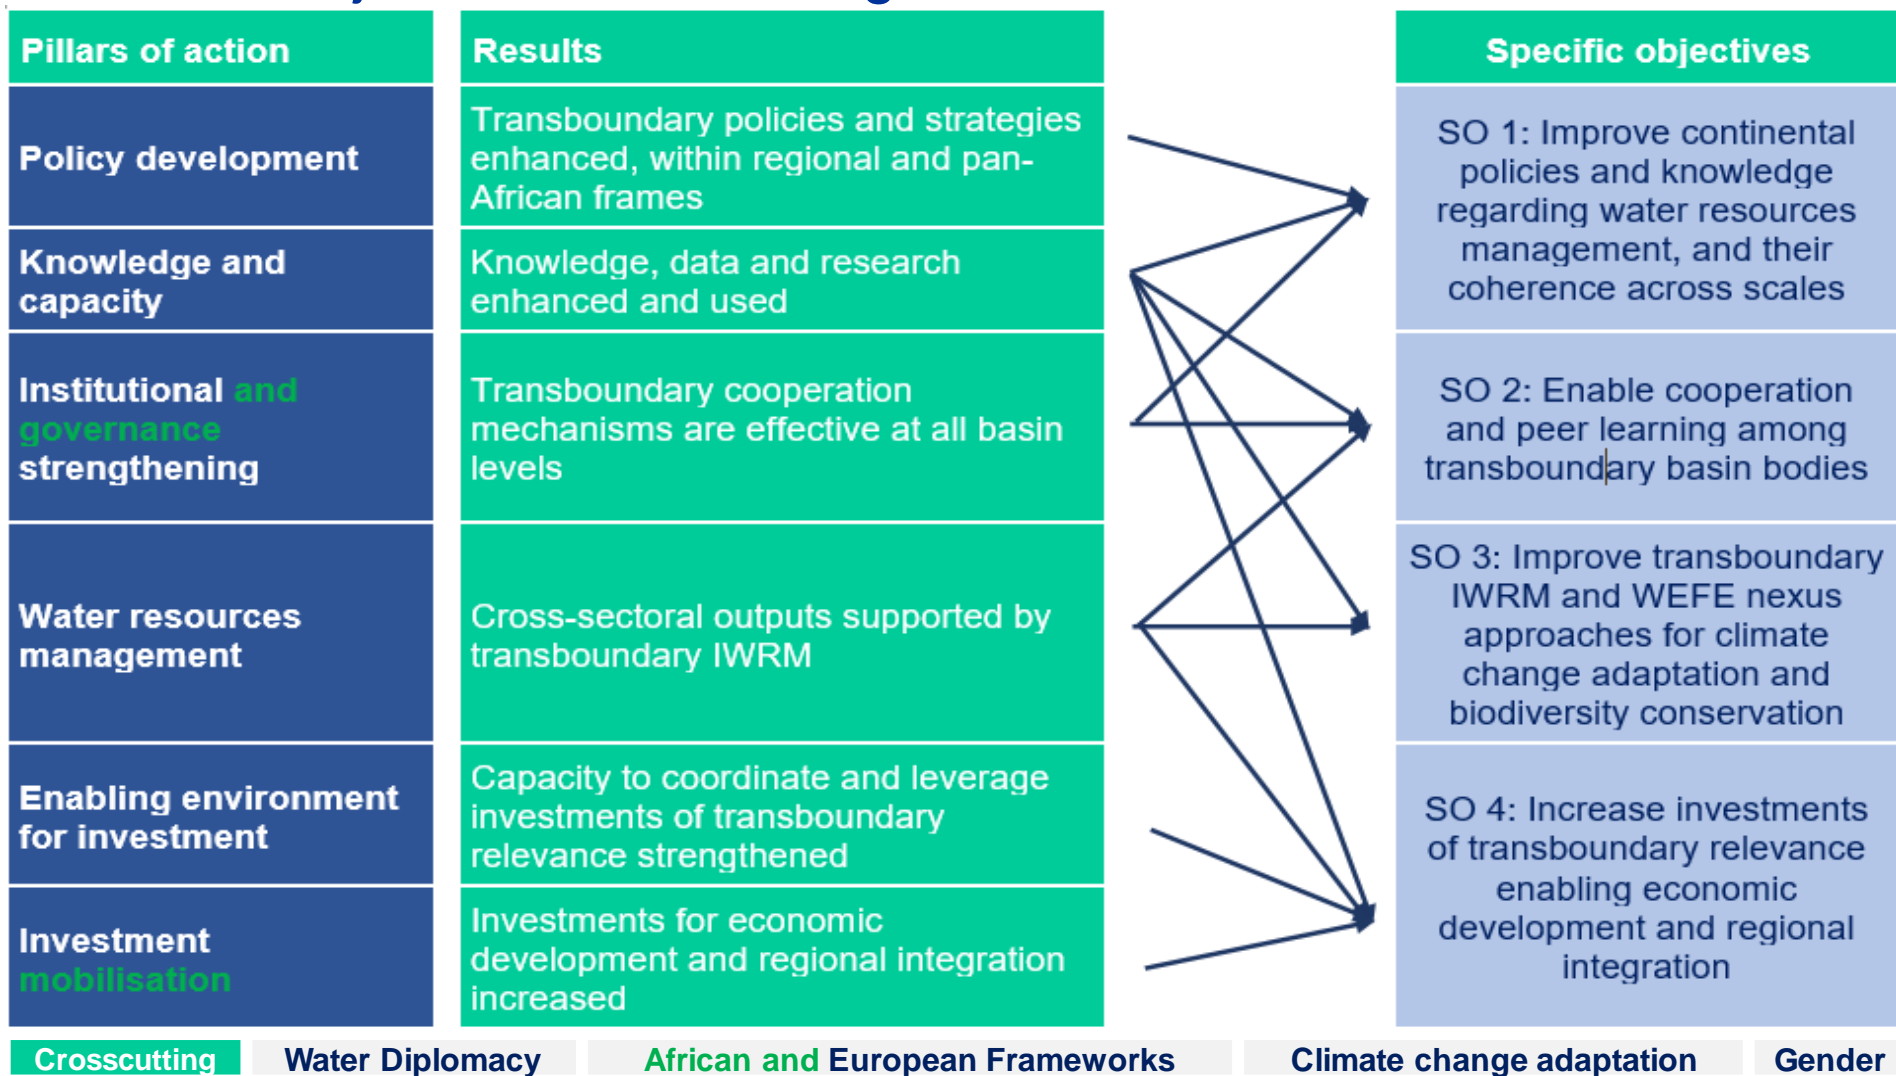 Pillars of action
Results
Specific objectives
Policy development
Transboundary policies and strategies
enhanced, within regional and pan-
African frames
SO 1: Improve continental
policies and knowledge
regarding water resources
management, and their
coherence across scales
Knowledge and
capacity
Knowledge, data and research
enhanced and used
Institutional and
governance
strengthening
Transboundary cooperation
mechanisms are effective at all basin
levels
SO 2: Enable cooperation
and peer learning among
transboundary basin bodies
Water resources
management
Cross-sectoral outputs supported by
transboundary IWRM
SO 3: Improve transboundary
IWRM and WEFE nexus
approaches for climate
change adaptation and
biodiversity conservation
Enabling environment
for investment
Capacity to coordinate and leverage
investments of transboundary
relevance strengthened
SO 4: Increase investments
of transboundary relevance
enabling economic
development and regional
integration
Investment
mobilisation
Investments for economic
development and regional integration
increased
Crosscutting
Water Diplomacy
African and European Frameworks
Climate change adaptation
Gender